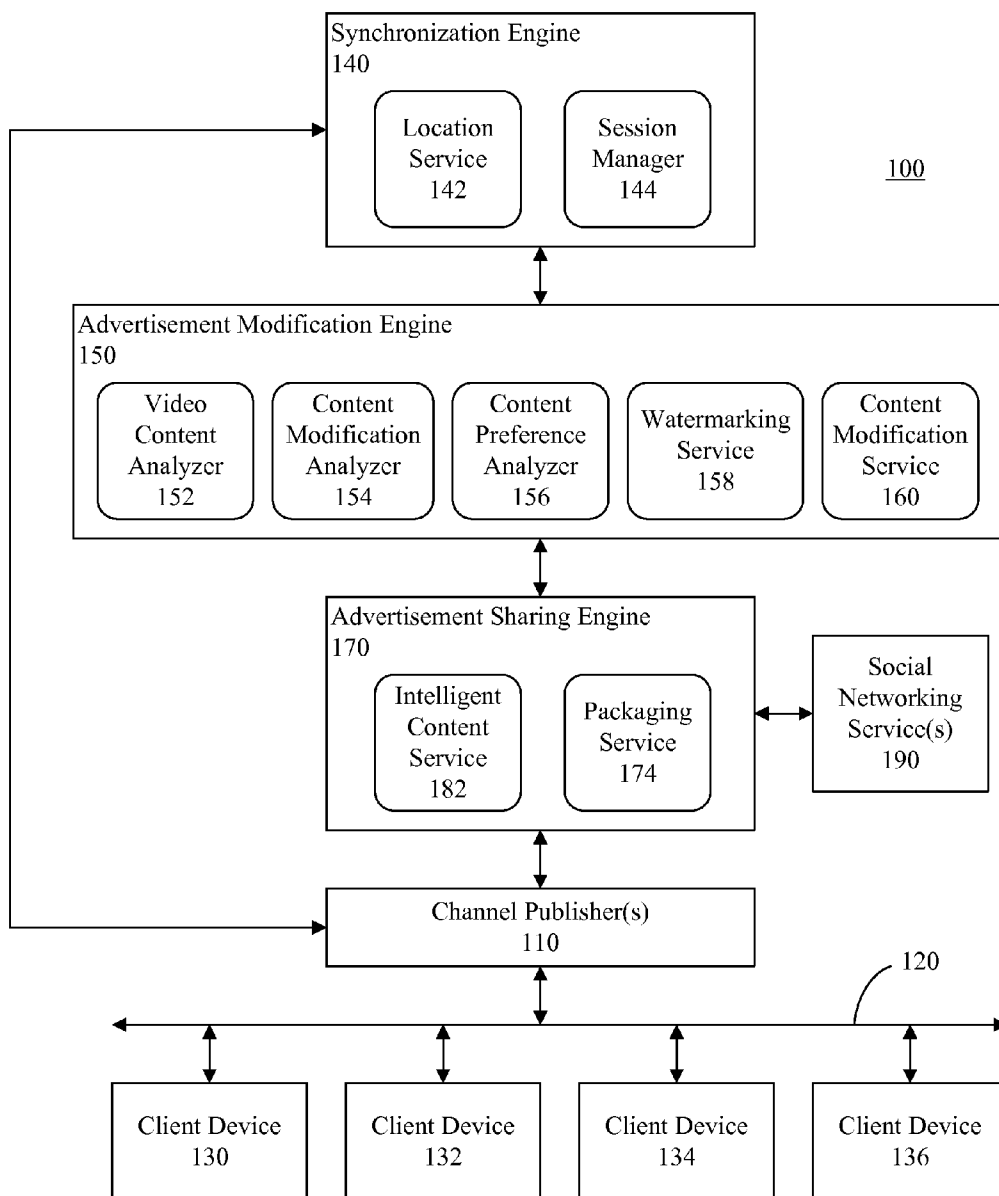 Synchronization Engine
140
Location
Service
142
Session
Manager
144
100
Advertisement Modification Engine
150
Video
Content
Analyzer
152
Content
Modification
Analyzer
154
Content
Preference
Analyzer
156
Watermarking
Service
158
Content
Modification
Service
160
Advertisement Sharing Engine
170
Intelligent
Content
Service
182
Packaging
Service
174
Social
Networking
Service(s)
190
Channel Publisher(s)
110
120
Client Device
130
Client Device
132
Client Device
134
Client Device
136